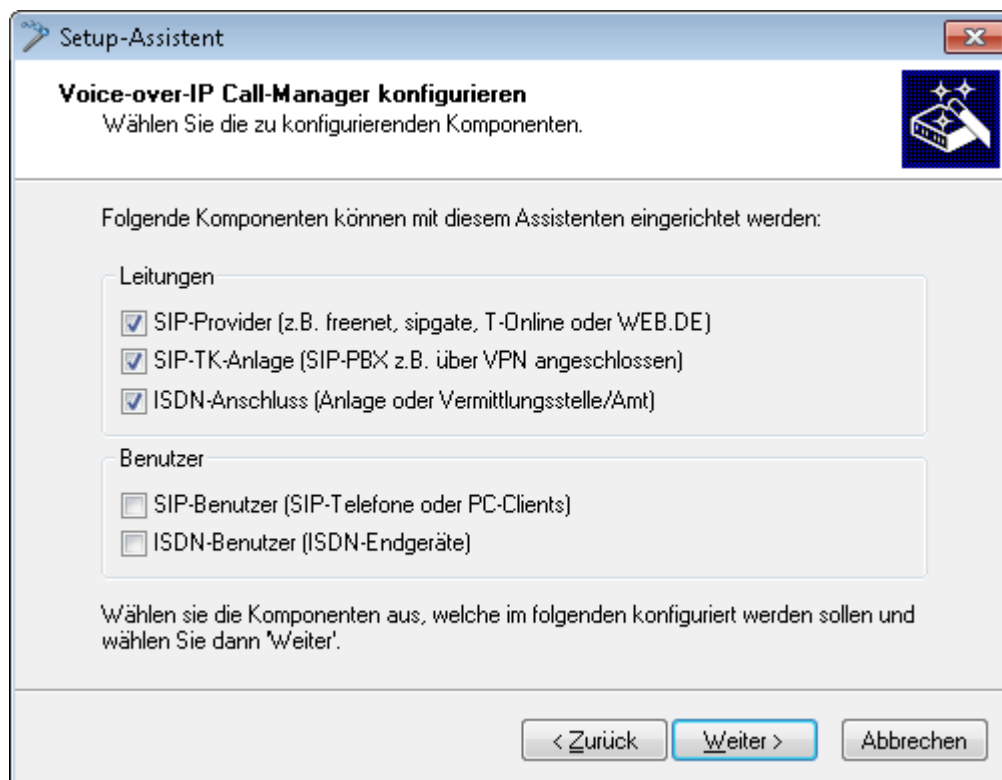 Setup-Assistent
Voice-over-IP Call-Manager konfigurieren
Wählen Sie die zu konfigurierenden Komponenten.
Folgende Komponenten können mit diesem Assistenten eingerichtet werden:
Leitungen
SIP-Provider (z.B. freenet, sipgate, T-Online oder WEB.DE)
SIP-TK-Anlage (SIP-PBX z.B. über VPN angeschlossen)
ISDN-Anschluss (Anlage oder Vermittlungsstelle/Amt)
Benutzer
SIP-Benutzer (SIP-Telefone oder PC-Clients)
ISDN-Benutzer (ISDN-Endgeräte)
Wählen sie die Komponenten aus, welche im folgenden konfiguriert werden sollen und
wählen Sie dann 'Weiter'.
< Zurück Weiter > Abbrechen